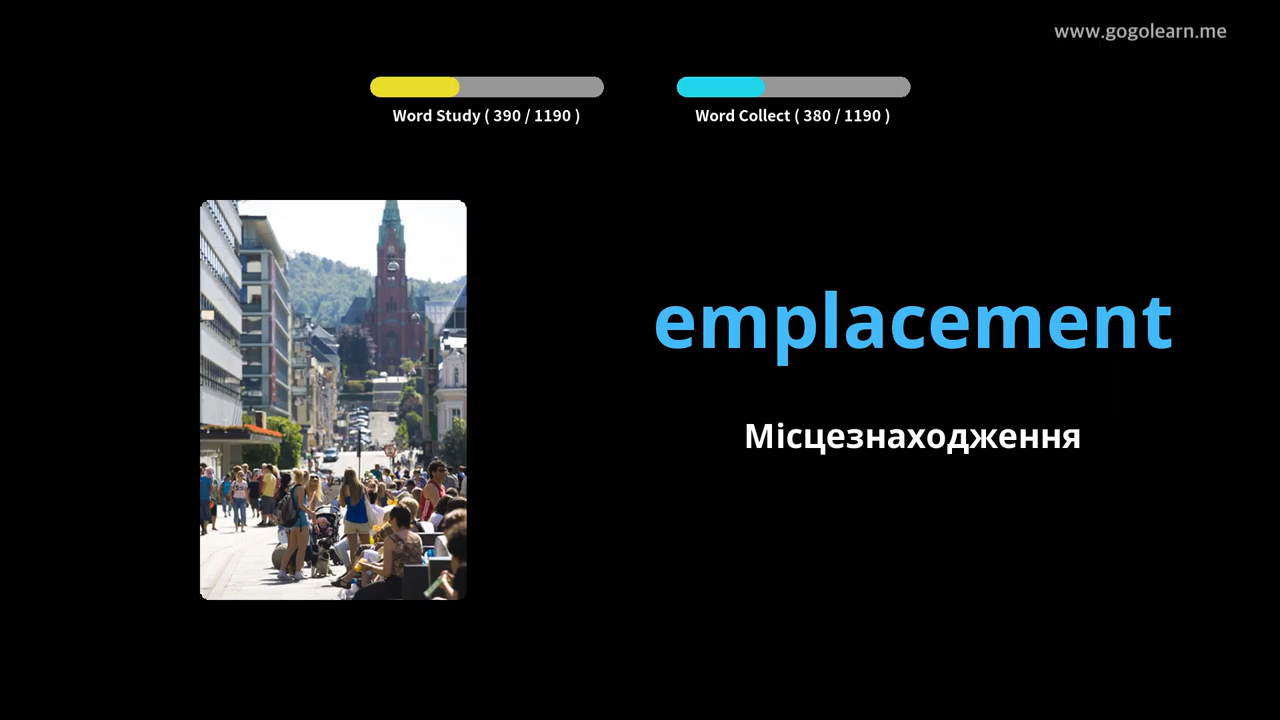 www.gogolearn.me
Word Study ( 390 / 1190 )
Word Collect ( 380 / 1190 )
emplacement
Місцезнаходження